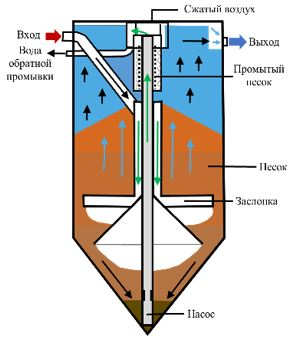 Сжатый воздух
Вход
Выход
Вода
обратной
промывки
Промытый
песок
Песок
Заслонка
Насос